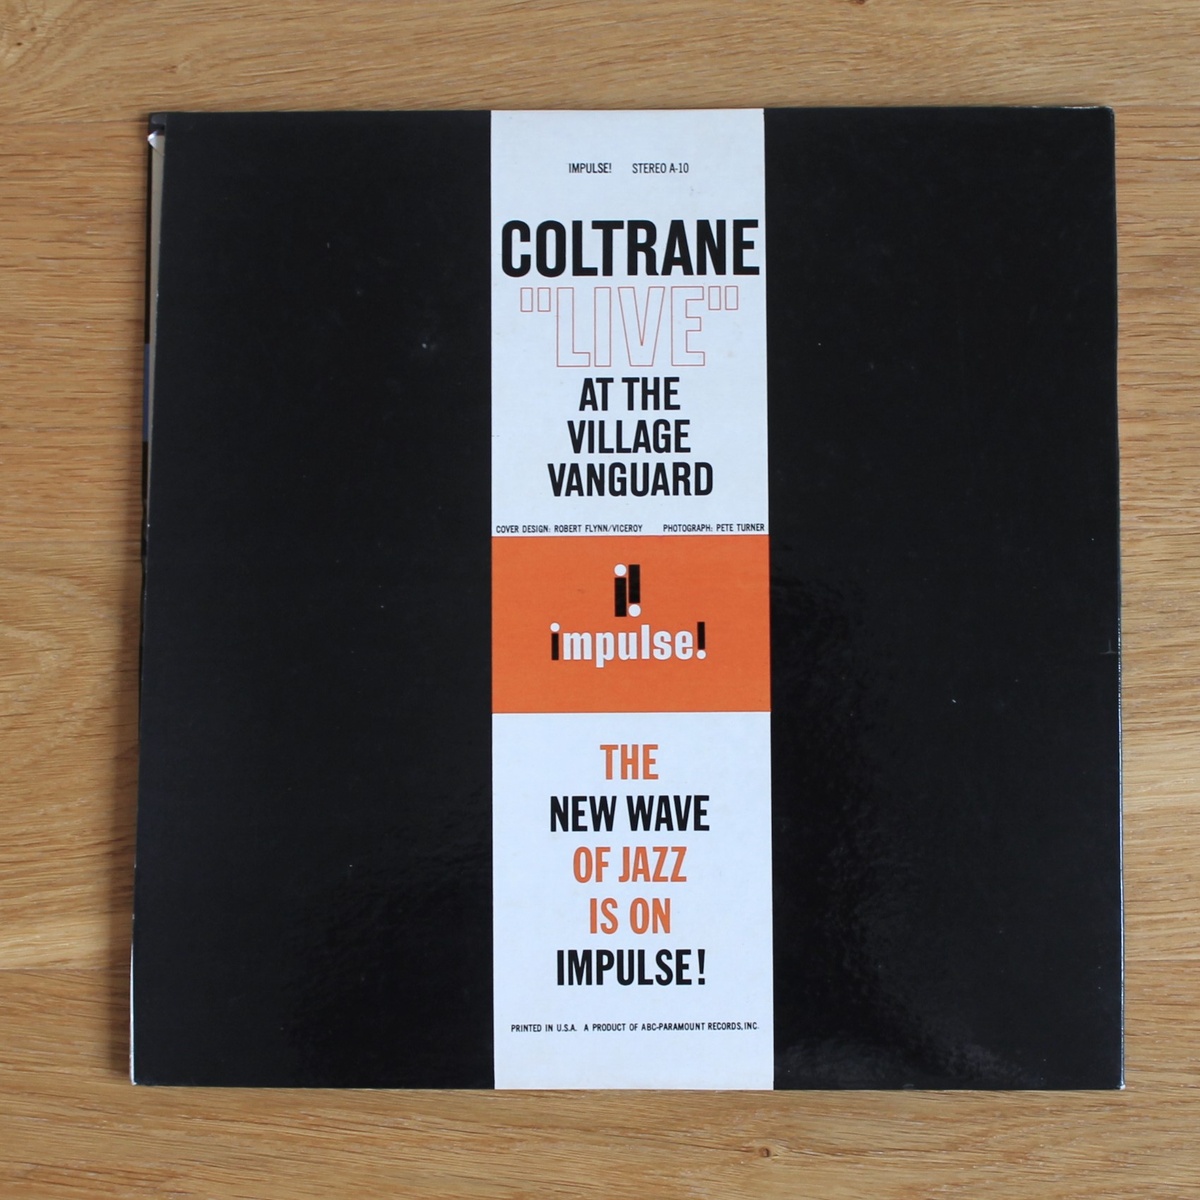 IMPULSE! STEREO A-10
COLTRANE
"LIVE"
AT THE
VILLAGE
VANGUARD
COVER DESIGN: ROBERT FLYNN/VICEROY PHOTOGRAPH: PETE TURNER
i!
impulse!
THE
NEW WAVE
OF JAZZ
IS ON
IMPULSE!
PRINTED IN U.S.A. A PRODUCT OF ABC-PARAMOUNT RECORDS, INC.